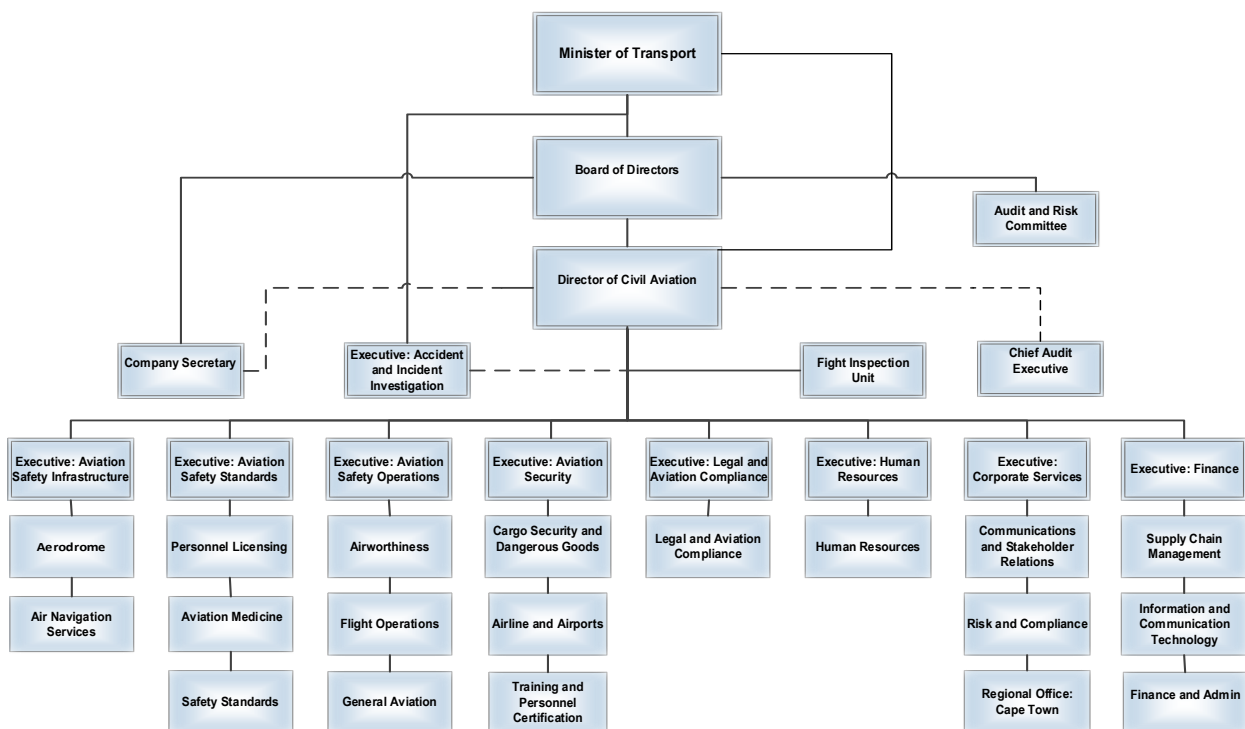 Minister of Transport
Board of Directors
Audit and Risk
Committee
Director of Civil Aviation
Company Secretary
Executive: Accident
and Incident
Investigation
Fight Inspection
Unit
Chief Audit
Executive
Executive: Aviation
Safety Infrastructure
Executive: Aviation
Safety Standards
Executive: Aviation
Safety Operations
Executive: Aviation
Security
Executive: Legal and
Aviation Compliance
Executive: Human
Resources
Executive:
Corporate Services
Executive: Finance
Aerodrome
Personnel Licensing
Airworthiness
Cargo Security and
Dangerous Goods
Legal and Aviation
Compliance
Human Resources
Communications
and Stakeholder
Relations
Supply Chain
Management
Air Navigation
Services
Aviation Medicine
Flight Operations
Airline and Airports
Risk and Compliance
Information and
Communication
Technology
Safety Standards
General Aviation
Training and
Personnel
Certification
Regional Office:
Cape Town
Finance and Admin